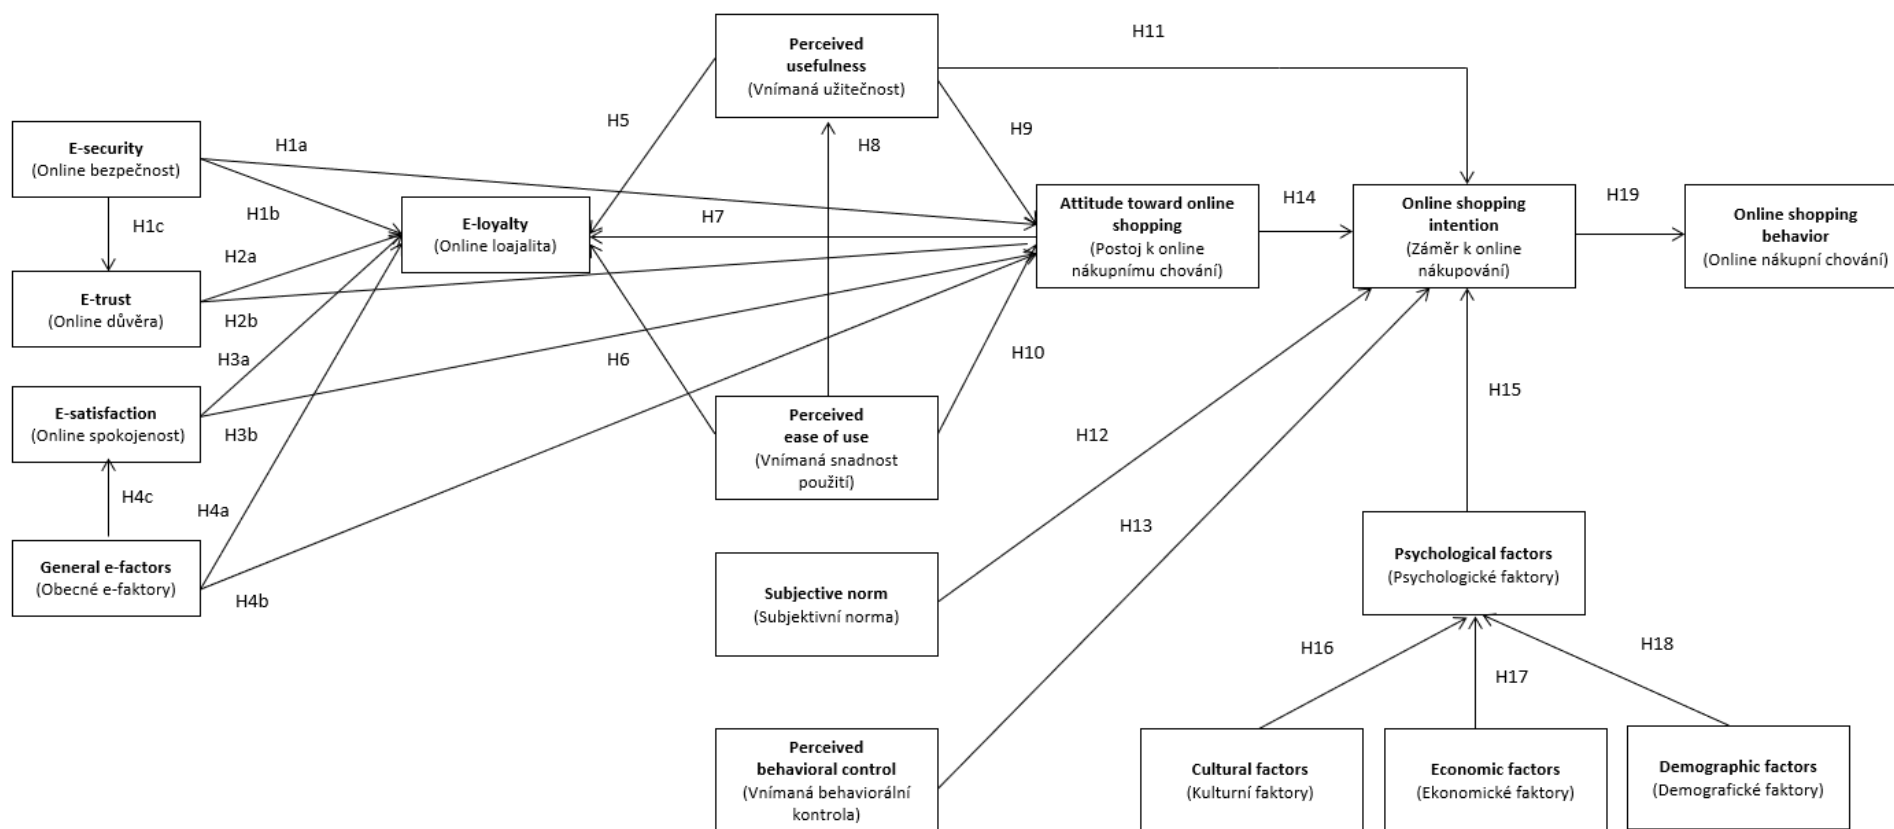 H11
Perceived
usefulness
(Vnímaná užitečnost)
H5
H9
H8
E-security
(Online bezpečnost)
H1a
H1b
H1c
E-loyalty
(Online loajalita)
H7
Attitude toward online
shopping
(Postoj k online
nákupnímu chování)
H14
Online shopping
intention
(Záměr k online
nákupování)
H19
Online shopping
behavior
(Online nákupní chování)
H2a
E-trust
(Online důvěra)
H2b
H3a
H6
H10
E-satisfaction
(Online spokojenost)
H3b
Perceived
ease of use
(Vnímaná snadnost
použití)
H12
H15
H4c
H4a
H13
General e-factors
(Obecné e-faktory)
H4b
Subjective norm
(Subjektivní norma)
Psychological factors
(Psychologické faktory)
H16
H17
H18
Perceived
behavioral control
(Vnímaná behaviorální
kontrola)
Cultural factors
(Kulturní faktory)
Economic factors
(Ekonomické faktory)
Demographic factors
(Demografické faktory)